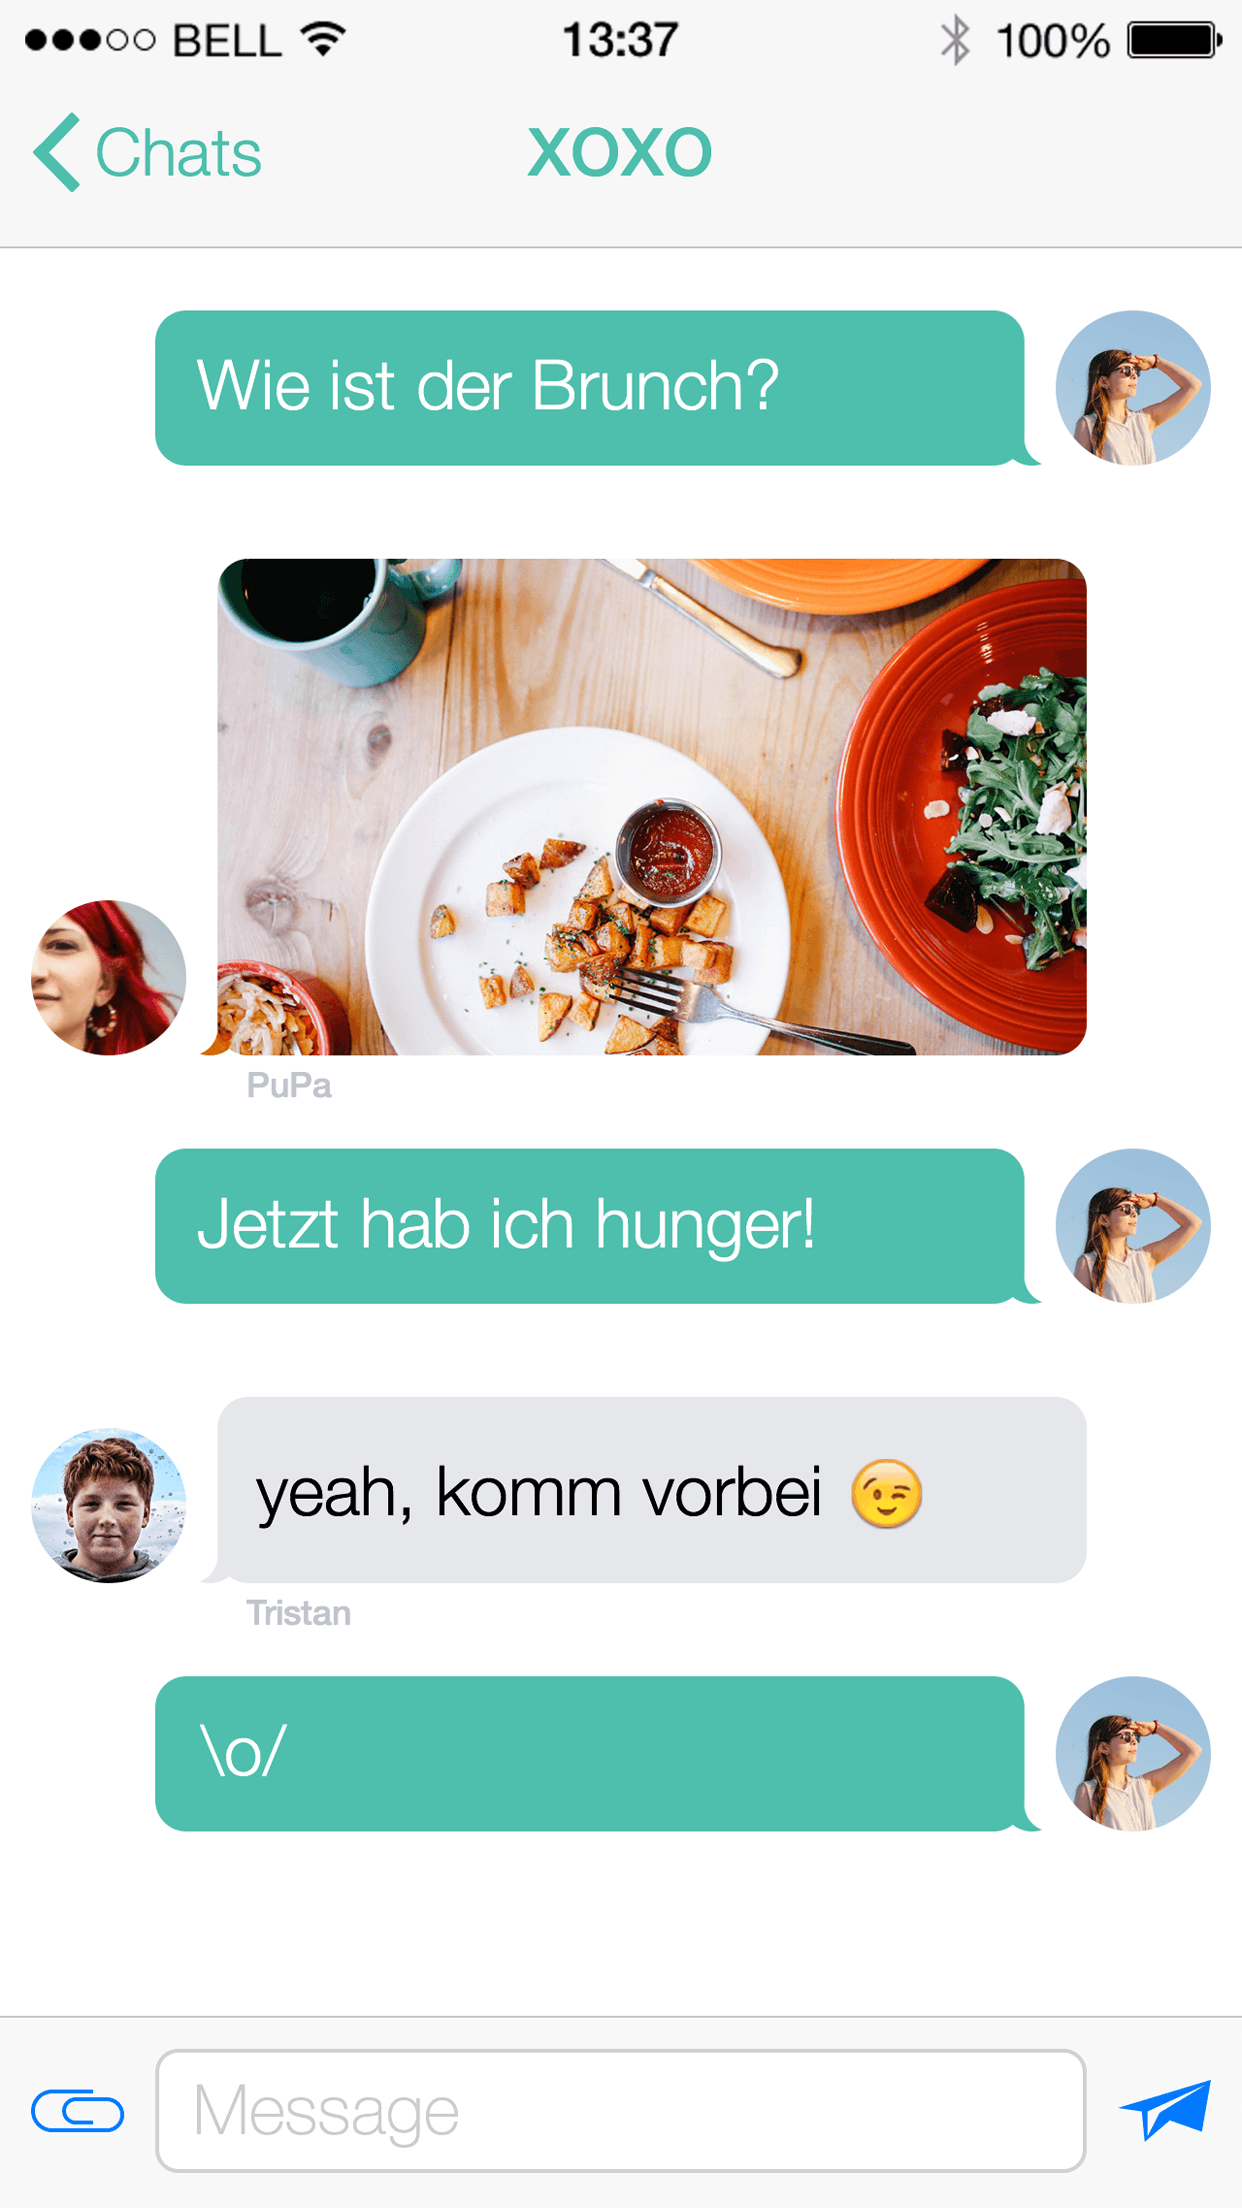 BELL 13:37 100%
Chats xoxo
Wie ist der Brunch?
PuPa
Jetzt hab ich hunger!
yeah, komm vorbei 😉
Tristan
\o/
Message